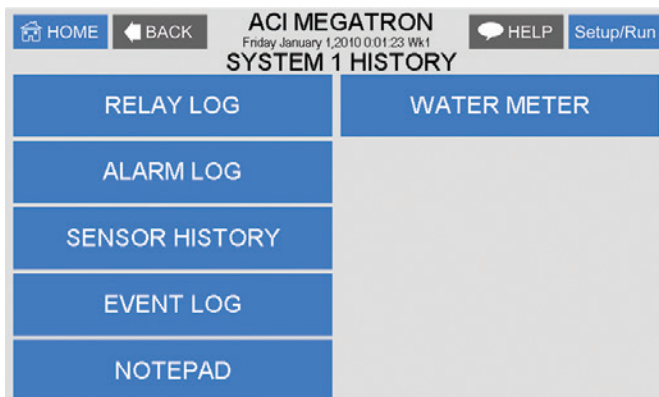 HOME BACK ACI MEGATRON HELP Setup/Run
Friday January 1,2010 0:01:23 Wk1
SYSTEM 1 HISTORY
RELAY LOG WATER METER
ALARM LOG
SENSOR HISTORY
EVENT LOG
NOTEPAD